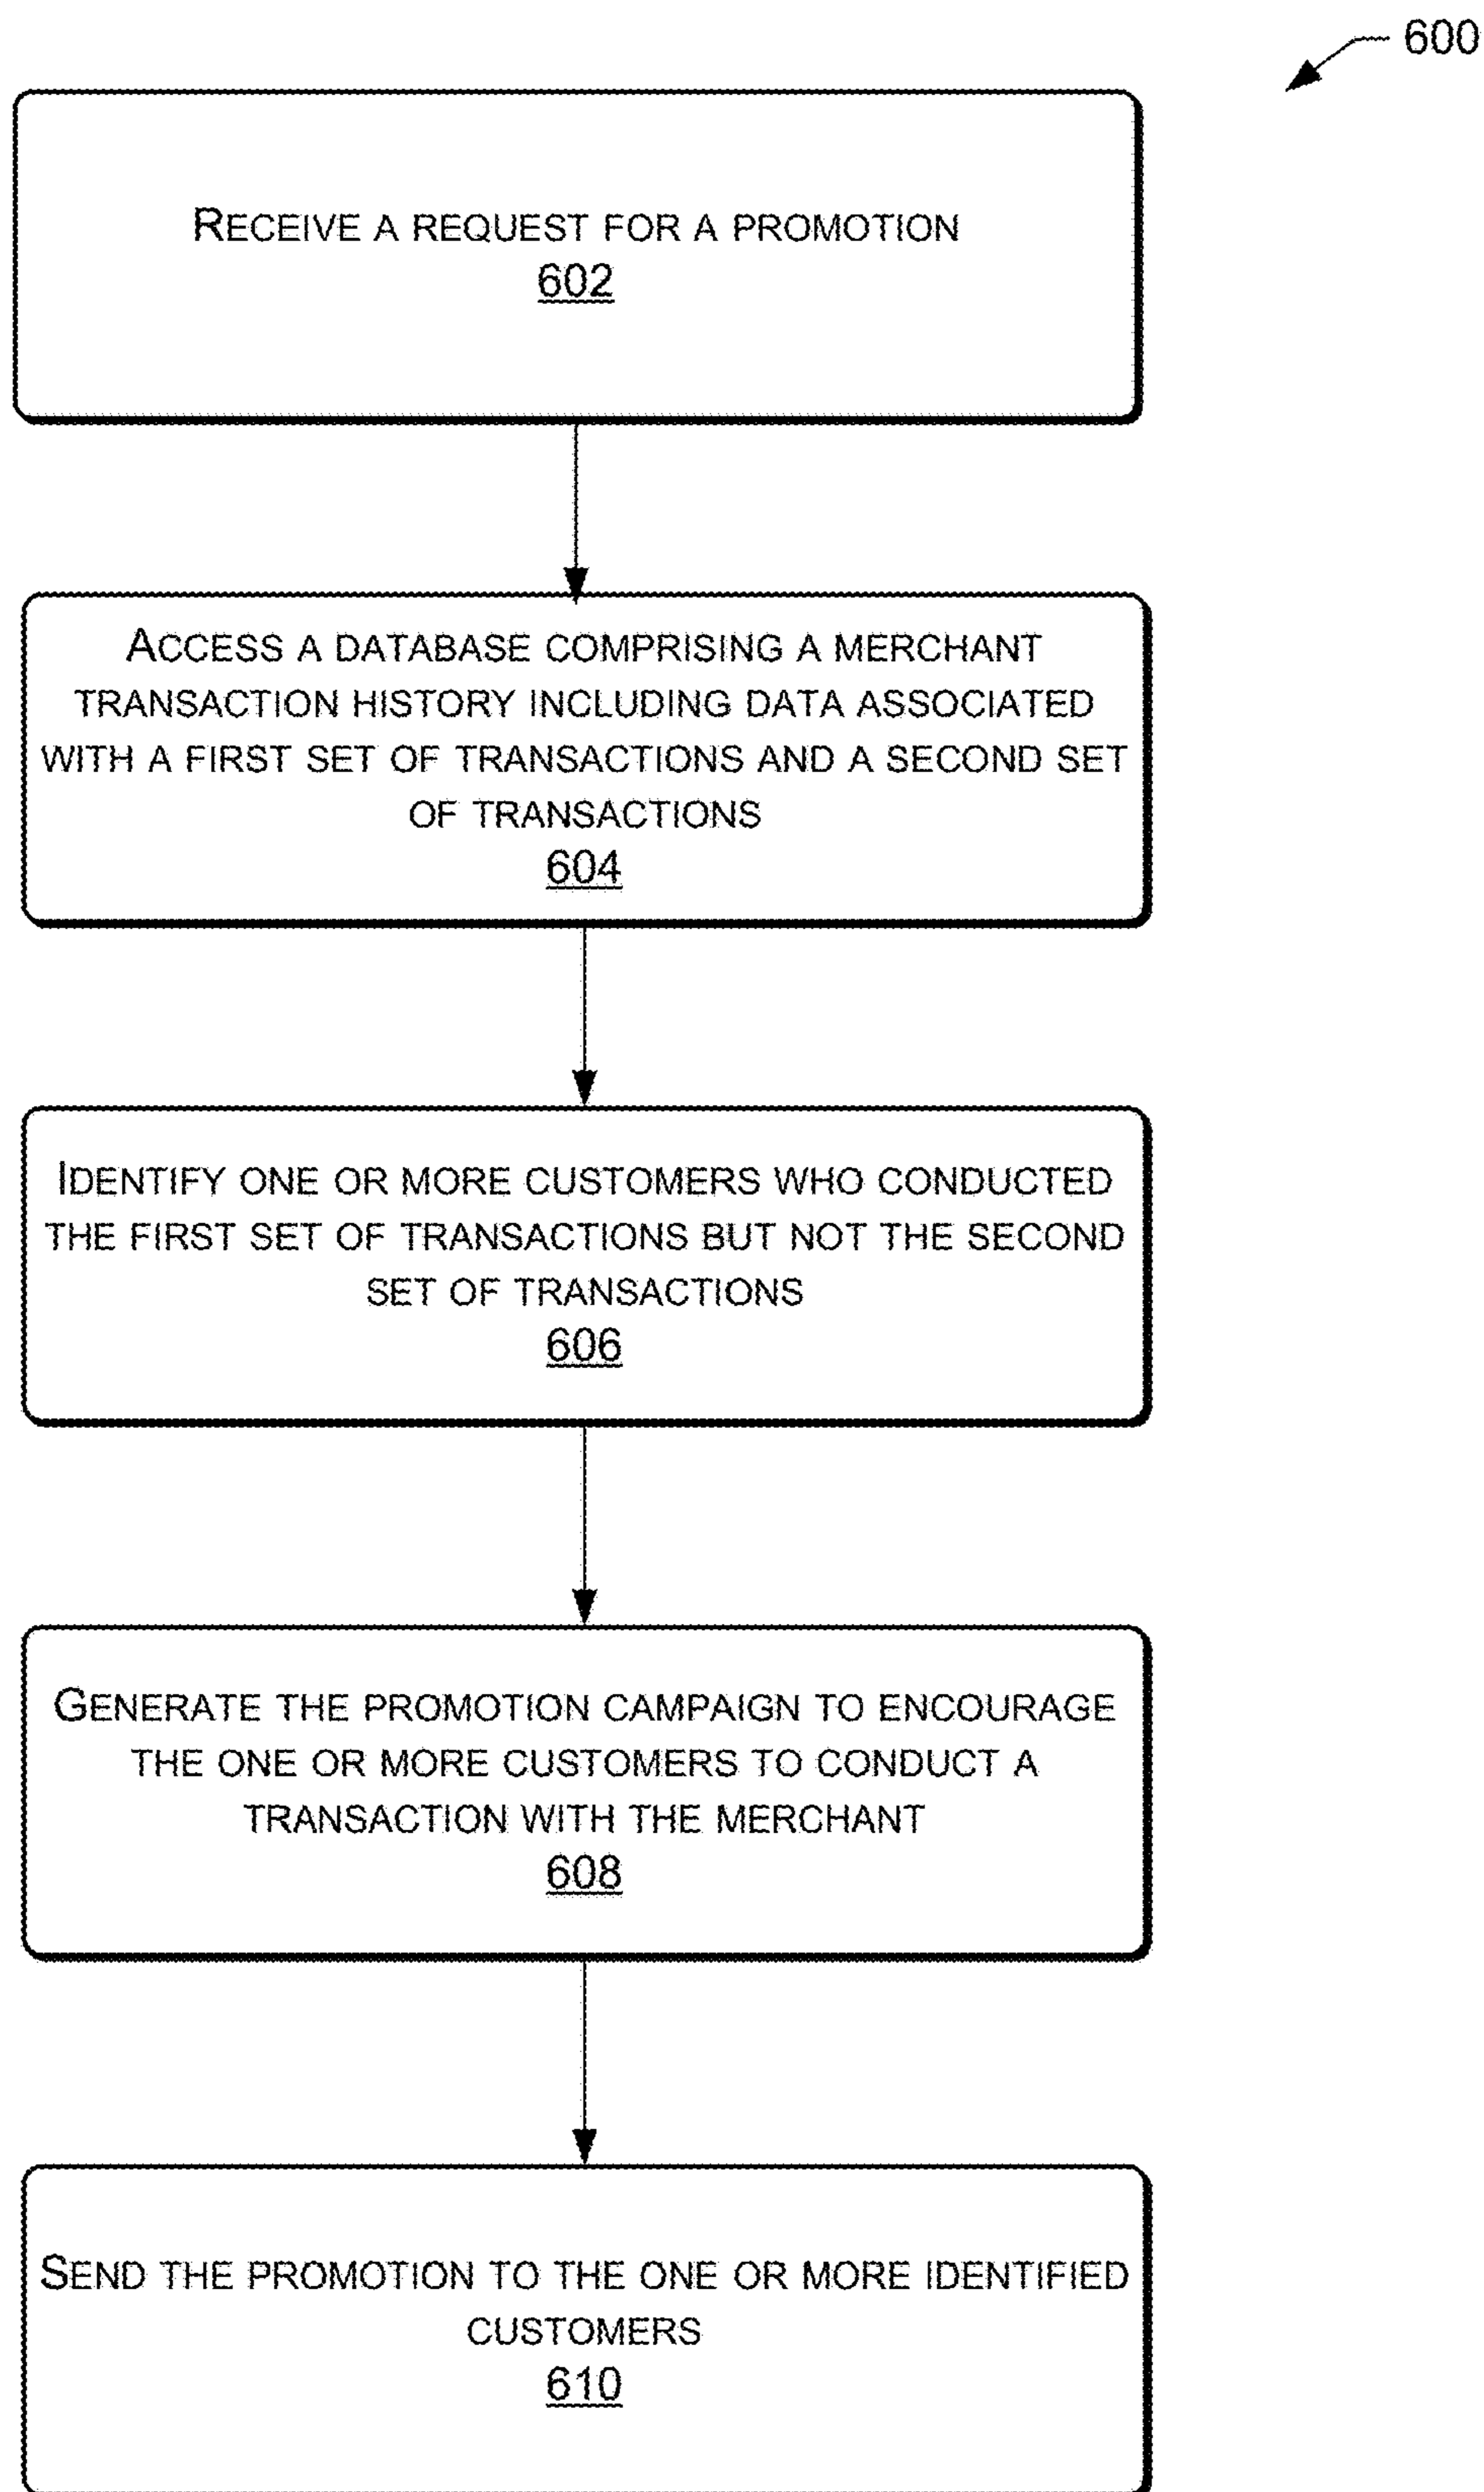 600
RECEIVE A REQUEST FOR A PROMOTION
602
ACCESS A DATABASE COMPRISING A MERCHANT
TRANSACTION HISTORY INCLUDING DATA ASSOCIATED
WITH A FIRST SET OF TRANSACTIONS AND A SECOND SET
OF TRANSACTIONS
604
IDENTIFY ONE OR MORE CUSTOMERS WHO CONDUCTED
THE FIRST SET OF TRANSACTIONS BUT NOT THE SECOND
SET OF TRANSACTIONS
606
GENERATE THE PROMOTION CAMPAIGN TO ENCOURAGE
THE ONE OR MORE CUSTOMERS TO CONDUCT A
TRANSACTION WITH THE MERCHANT
608
SEND THE PROMOTION TO THE ONE OR MORE IDENTIFIED
CUSTOMERS
610